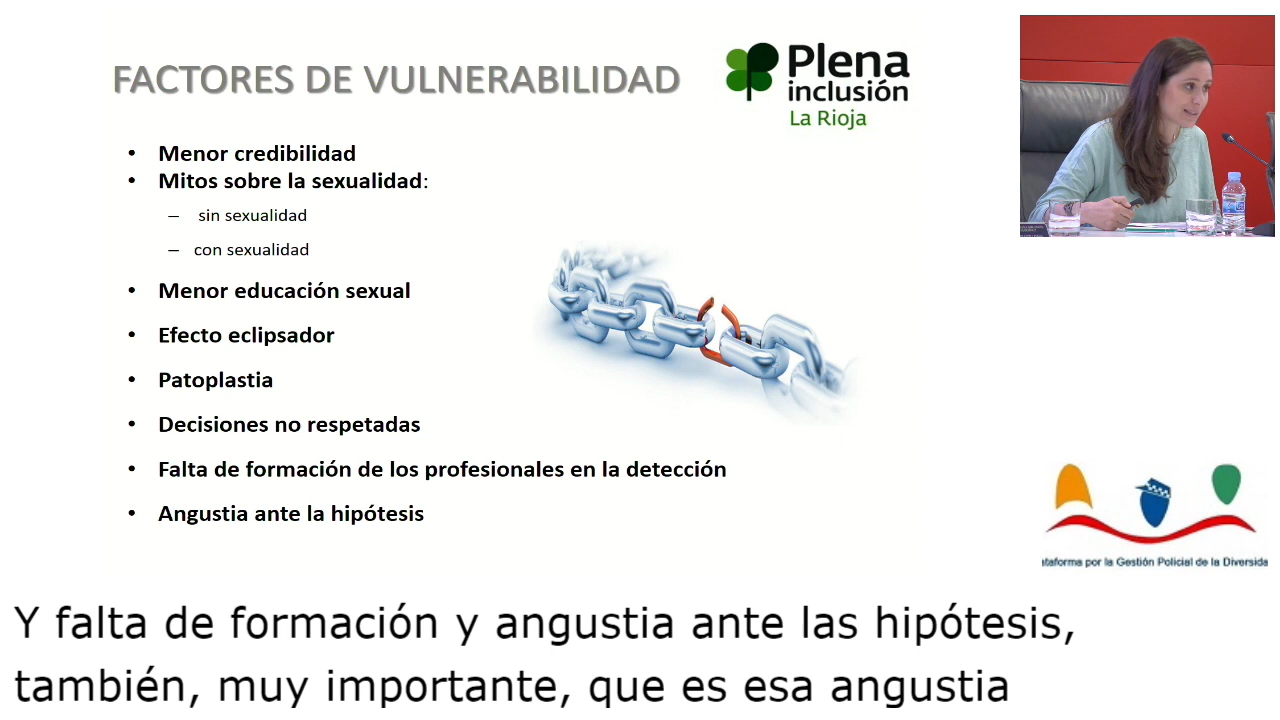 FACTORES DE VULNERABILIDAD
Plena
inclusión
La Rioja
• Menor credibilidad
• Mitos sobre la sexualidad:
– sin sexualidad
– con sexualidad
• Menor educación sexual
• Efecto eclipsador
• Patoplastia
• Decisiones no respetadas
• Falta de formación de los profesionales en la detección
• Angustia ante la hipótesis
ataforma por la Gestión Policial de la Diversida
Y falta de formación y angustia ante las hipótesis,
también, muy importante, que es esa angustia